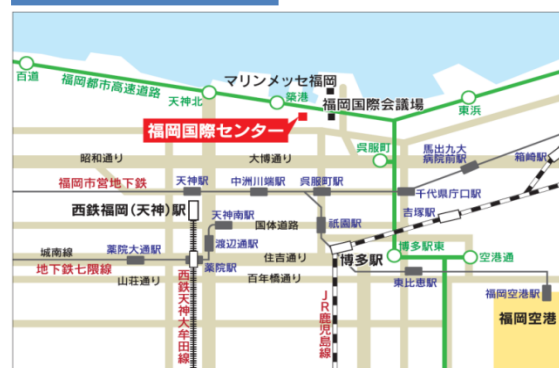 百道
福岡都市高速道路
天神北
マリンメッセ福岡
築港
福岡国際会議場
東浜
福岡国際センター
呉服町
馬出九大
病院前駅
箱崎駅
昭和通り
大博通り
福岡市営地下鉄
天神駅
中洲川端駅
呉服町駅
千代県庁口駅
西鉄福岡(天神)駅
天神南駅
国体道路
祇園駅
吉塚駅
城南線
薬院大通駅
渡辺通駅
住吉通り
博多駅
博多駅東
空港通
地下鉄七隈線
薬院駅
山荘通り
百年橋通り
東比恵駅
福岡空港駅
福岡空港
西鉄天神大牟田線
JR鹿児島線